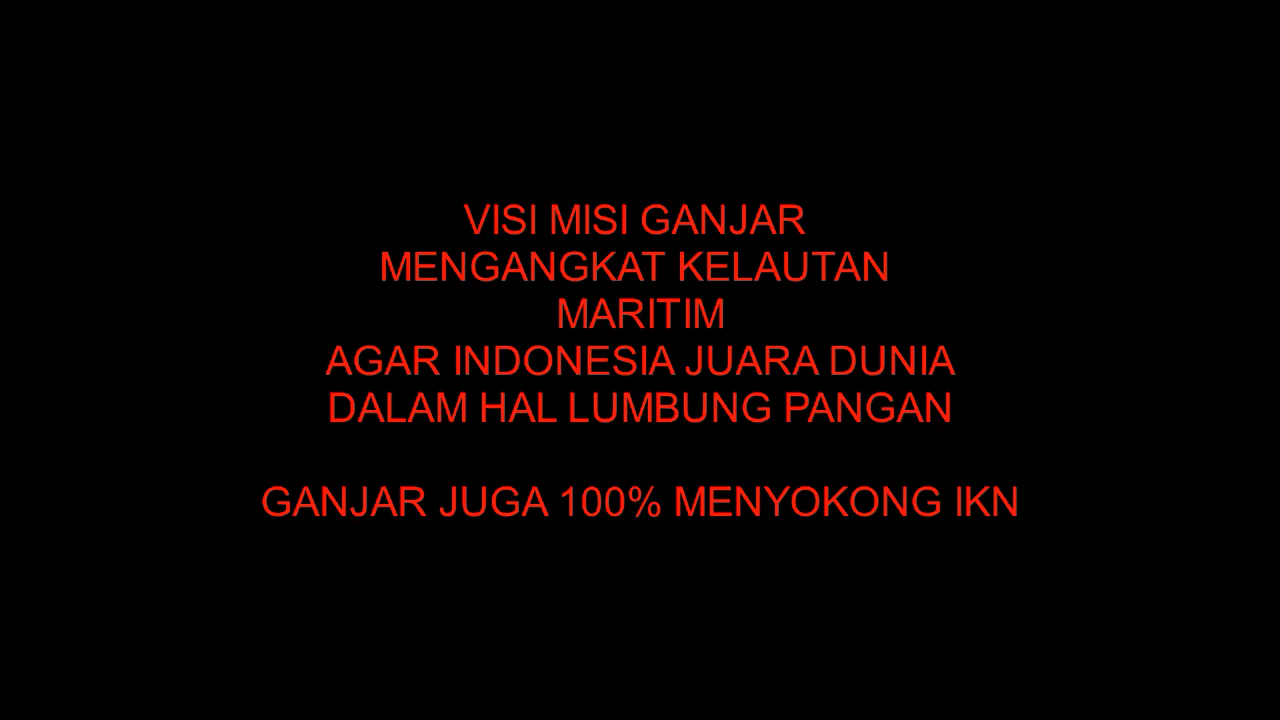 VISI MISI GANJAR
MENGANGKAT KELAUTAN
MARITIM
AGAR INDONESIA JUARA DUNIA
DALAM HAL LUMBUNG PANGAN
GANJAR JUGA 100% MENYOKONG IKN